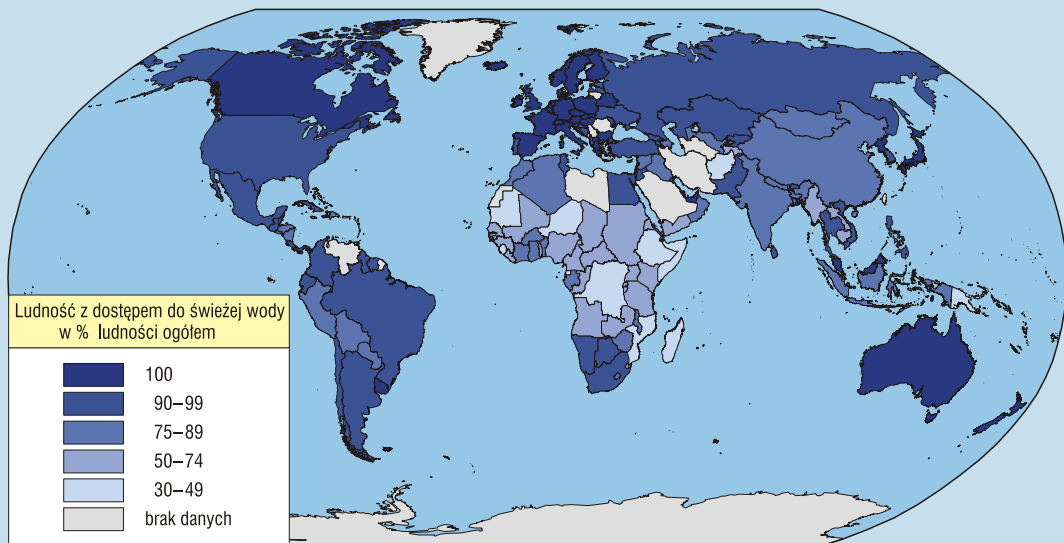 Ludność z dostępem do świeżej wody
w % ludności ogółem
100
90–99
75–89
50–74
30–49
brak danych